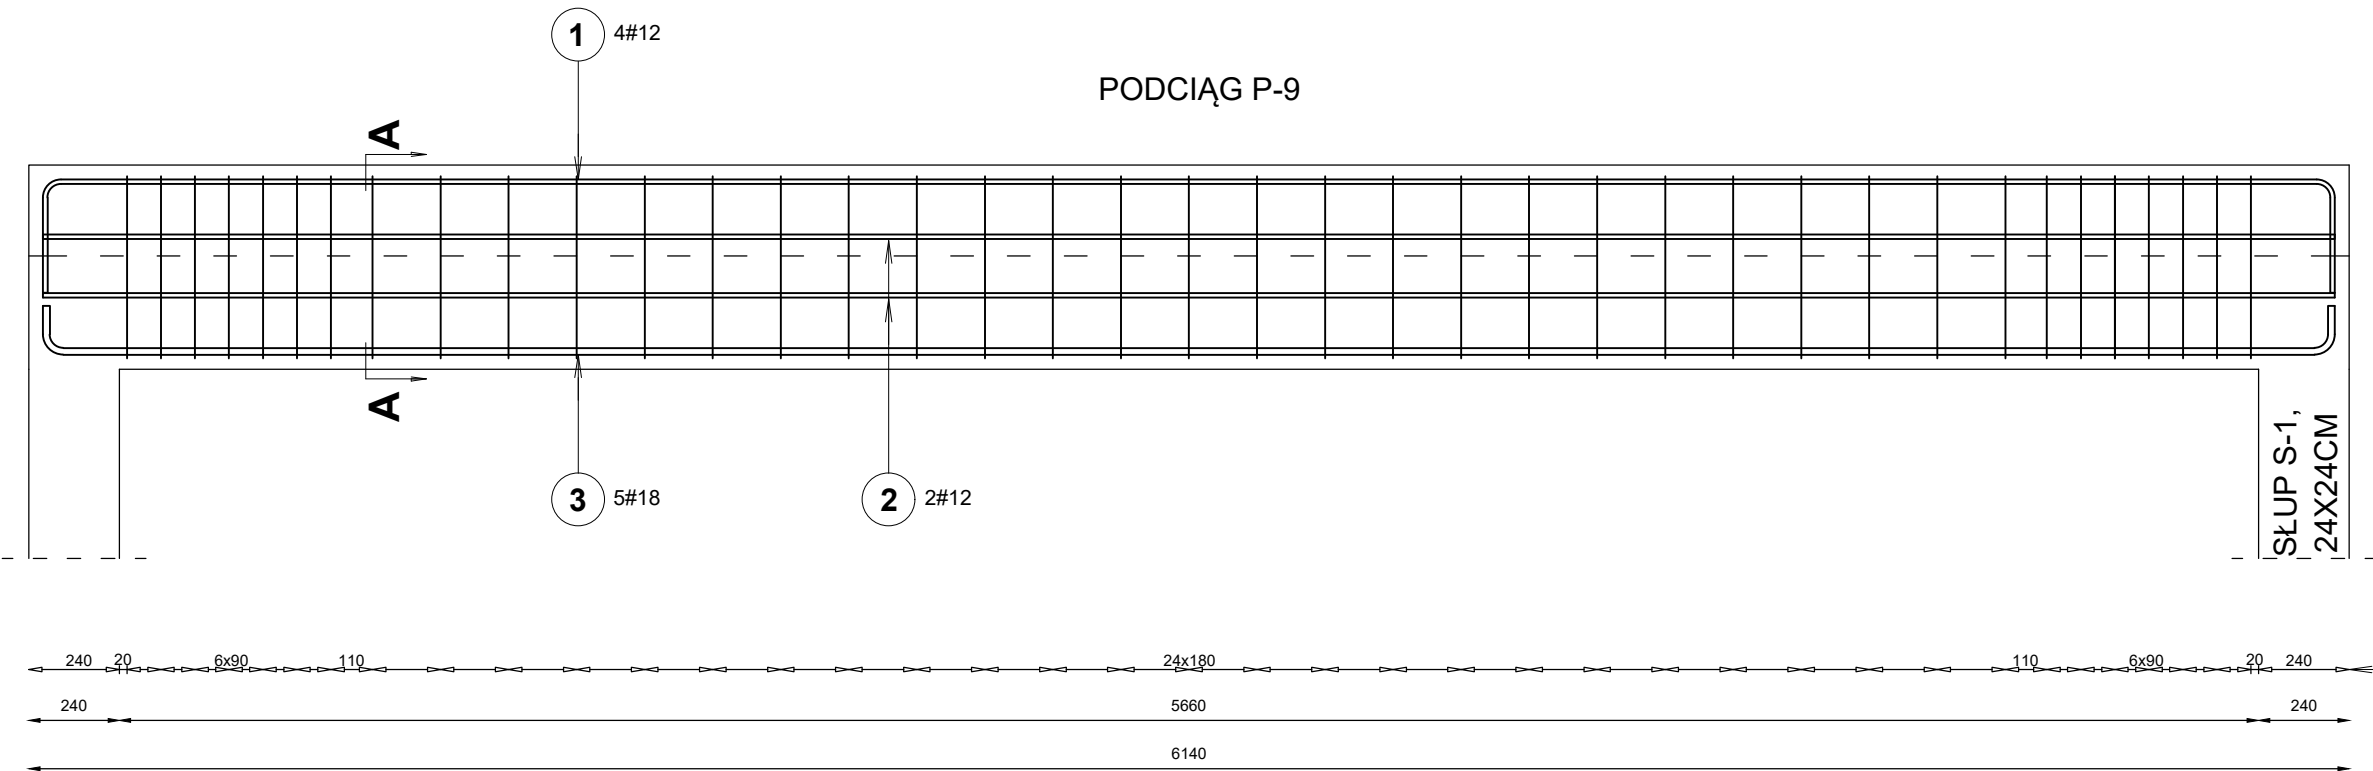 1 4#12
PODCIĄG P-9
A
A
3 5#18
2 2#12
SŁUP S-1,
24X24CM
240 20 6x90 110 24x180 110 6x90 20 240
240 5660 240
6140